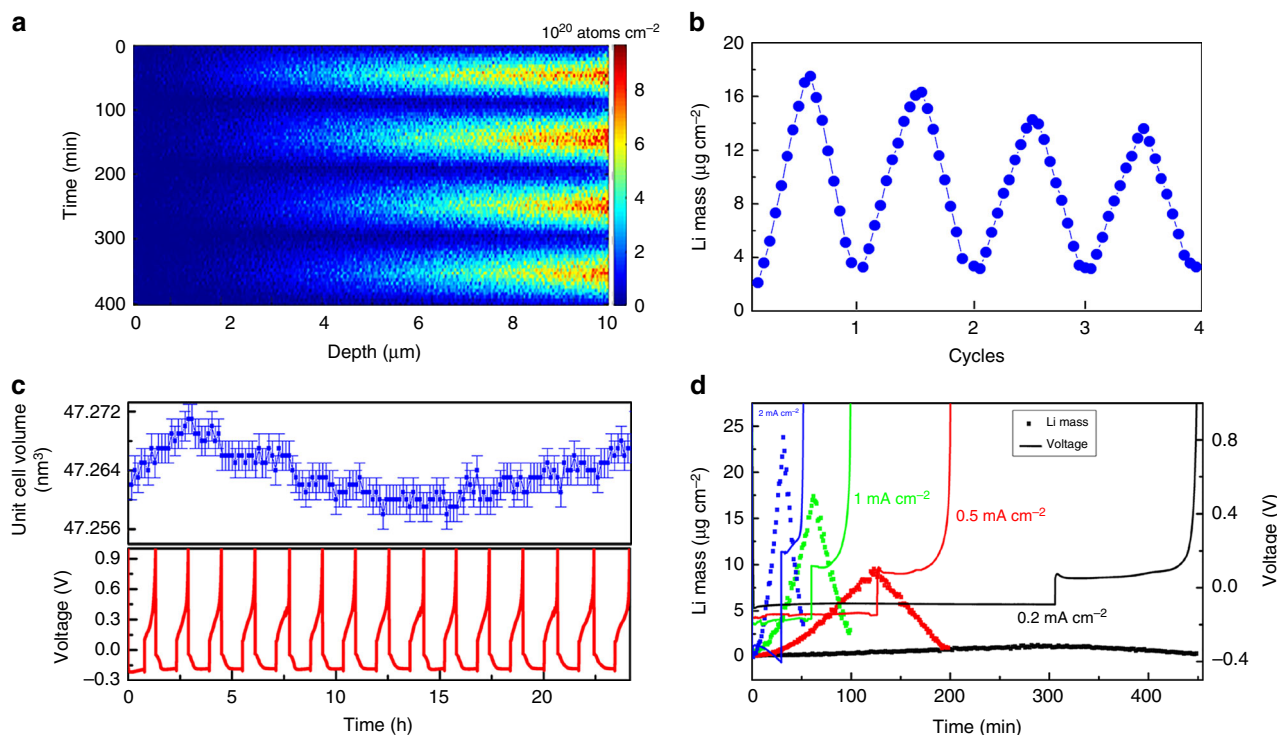 a
10²⁰ atoms cm⁻²
0
100
200
300
400
Time (min)
0 2 4 6 8 10
Depth (μm)
8
6
4
2
0
b
20
16
12
8
4
0
Li mass (μg cm⁻²)
1 2 3 4
Cycles
c
47.272
47.264
47.256
Unit cell volume
(nm³)
0.9
0.6
0.3
0.0
−0.3
Voltage (V)
0 5 10 15 20
Time (h)
d
25
20
15
10
5
0
Li mass (μg cm⁻²)
2 mA cm⁻²
Li mass
Voltage
1 mA cm⁻²
0.5 mA cm⁻²
0.2 mA cm⁻²
0.8
0.4
0.0
−0.4
Voltage (V)
0 100 200 300 400
Time (min)